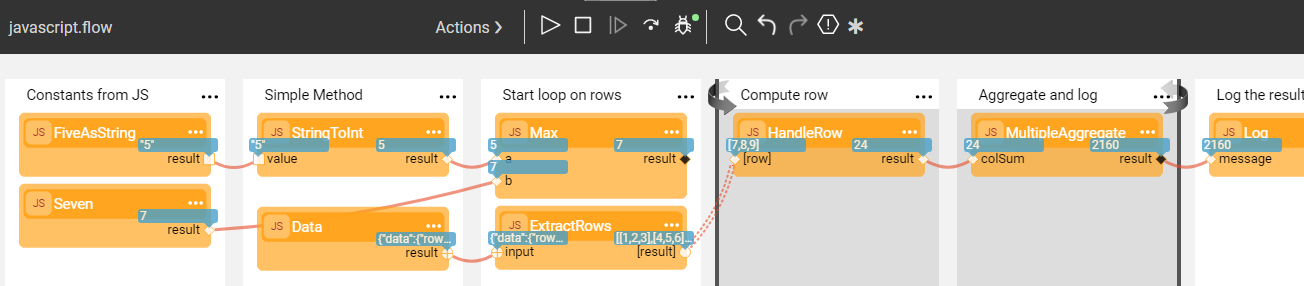 javascript.flow
Actions
Constants from JS
Simple Method
Start loop on rows
Compute row
Aggregate and log
Log the result
JS FiveAsString
"5"
result
JS Seven
7
result
JS StringToInt
"5" 5
value result
JS Data
{"data":{"row...
result
JS Max
5 7
a result
7
b
JS ExtractRows
{"data":{"row... [[1,2,3],[4,5,6]...
input [result]
JS HandleRow
[7,8,9] 24
[row] result
JS MultipleAggregate
24 2160
colSum result
JS Log
2160
message